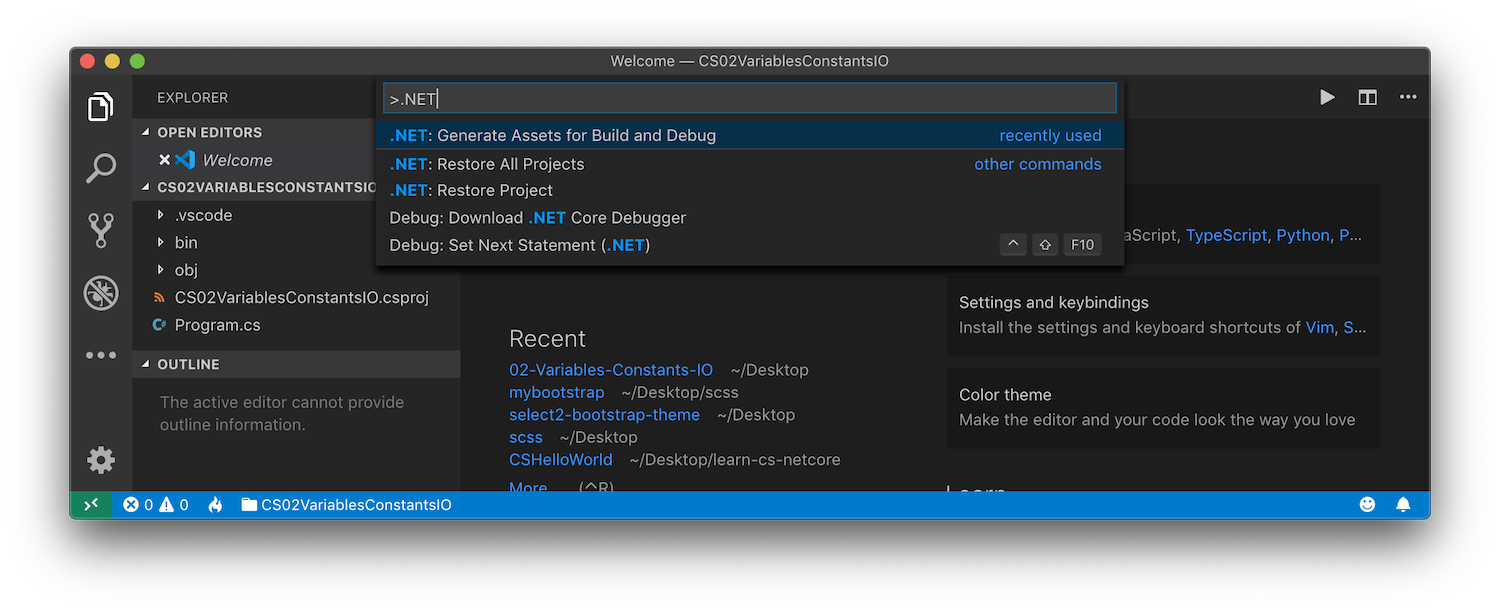 Welcome — CS02VariablesConstantsIO
EXPLORER
OPEN EDITORS
Welcome
CS02VARIABLESCONSTANTSIO
.vscode
bin
obj
CS02VariablesConstantsIO.csproj
Program.cs
OUTLINE
The active editor cannot provide
outline information.
>.NET
.NET: Generate Assets for Build and Debug recently used
.NET: Restore All Projects other commands
.NET: Restore Project
Debug: Download .NET Core Debugger
Debug: Set Next Statement (.NET) ^ ⇧ F10
Recent
02-Variables-Constants-IO ~/Desktop
mybootstrap ~/Desktop/scss
select2-bootstrap-theme ~/Desktop
scss ~/Desktop
CSHelloWorld ~/Desktop/learn-cs-netcore
More... (^R)
aScript, TypeScript, Python, P...
Settings and keybindings
Install the settings and keyboard shortcuts of Vim, S...
Color theme
Make the editor and your code look the way you love
0 0 CS02VariablesConstantsIO